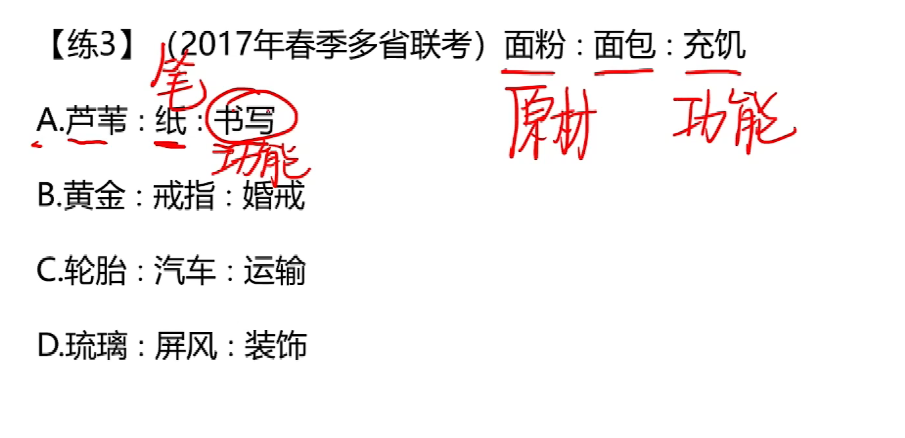 【练3】（2017年春季多省联考）面粉：面包：充饥
笔
原材 功能
A.芦苇：纸：书写
功能
B.黄金：戒指：婚戒
C.轮胎：汽车：运输
D.琉璃：屏风：装饰